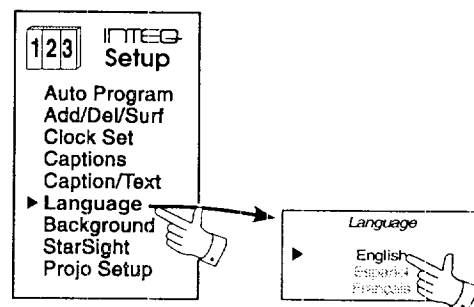 123
INTEQ
Setup
Auto Program
Add/Del/Surf
Clock Set
Captions
Caption/Text
Language
Background
StarSight
Projo Setup
Language
English
Español
Français